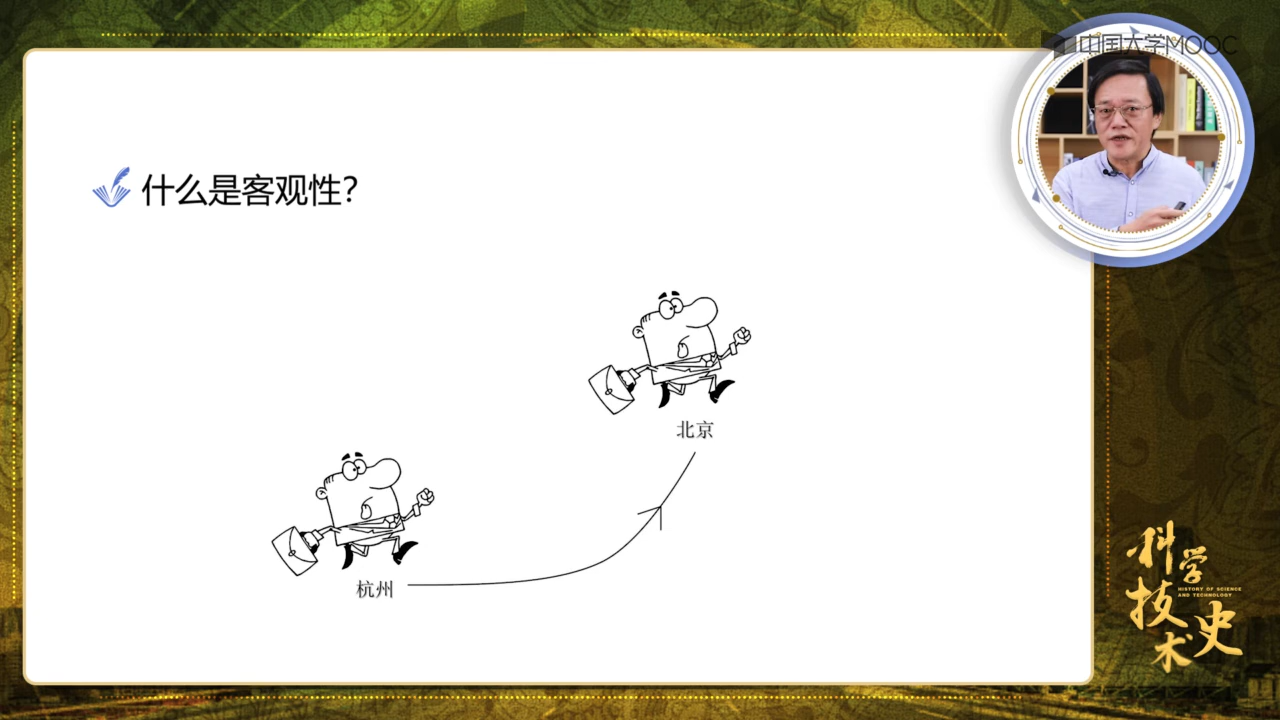 中国大学MOOC
什么是客观性？
北京
杭州
科学
技术史
HISTORY OF SCIENCE
AND TECHNOLOGY